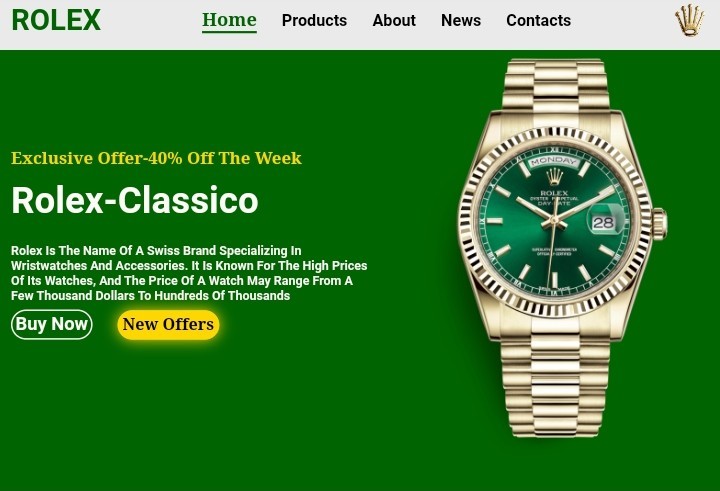 ROLEX
Home Products About News Contacts
Exclusive Offer-40% Off The Week
Rolex-Classico
Rolex Is The Name Of A Swiss Brand Specializing In
Wristwatches And Accessories. It Is Known For The High Prices
Of Its Watches, And The Price Of A Watch May Range From A
Few Thousand Dollars To Hundreds Of Thousands
Buy Now New Offers
MONDAY
ROLEX
OYSTER PERPETUAL
DAY-DATE
28